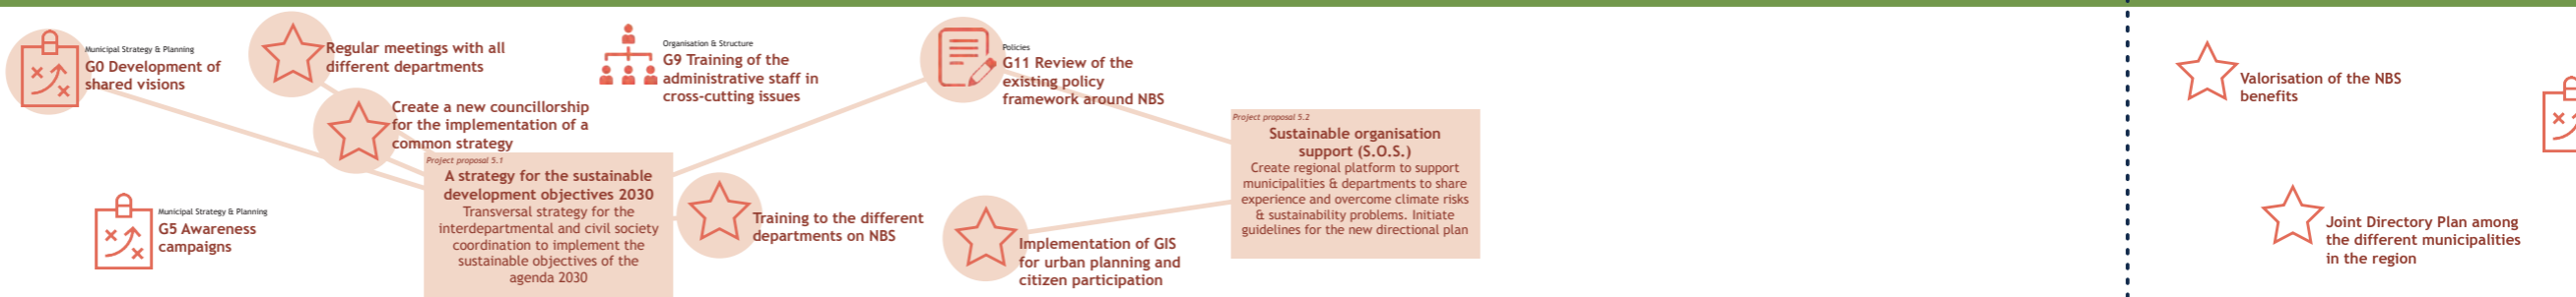 Municipal Strategy & Planning
G0 Development of
shared visions
Regular meetings with all
different departments
Create a new councillorship
for the implementation of a
common strategy
Municipal Strategy & Planning
G5 Awareness
campaigns
Project proposal 5.1
A strategy for the sustainable
development objectives 2030
Transversal strategy for the
interdepartmental and civil society
coordination to implement the
sustainable objectives of the
agenda 2030
Organisation & Structure
G9 Training of the
administrative staff in
cross-cutting issues
Training to the different
departments on NBS
Policies
G11 Review of the
existing policy
framework around NBS
Implementation of GIS
for urban planning and
citizen participation
Project proposal 5.2
Sustainable organisation
support (S.O.S.)
Create regional platform to support
municipalities & departments to share
experience and overcome climate risks
& sustainability problems. Initiate
guidelines for the new directional plan
Valorisation of the NBS
benefits
Joint Directory Plan among
the different municipalities
in the region